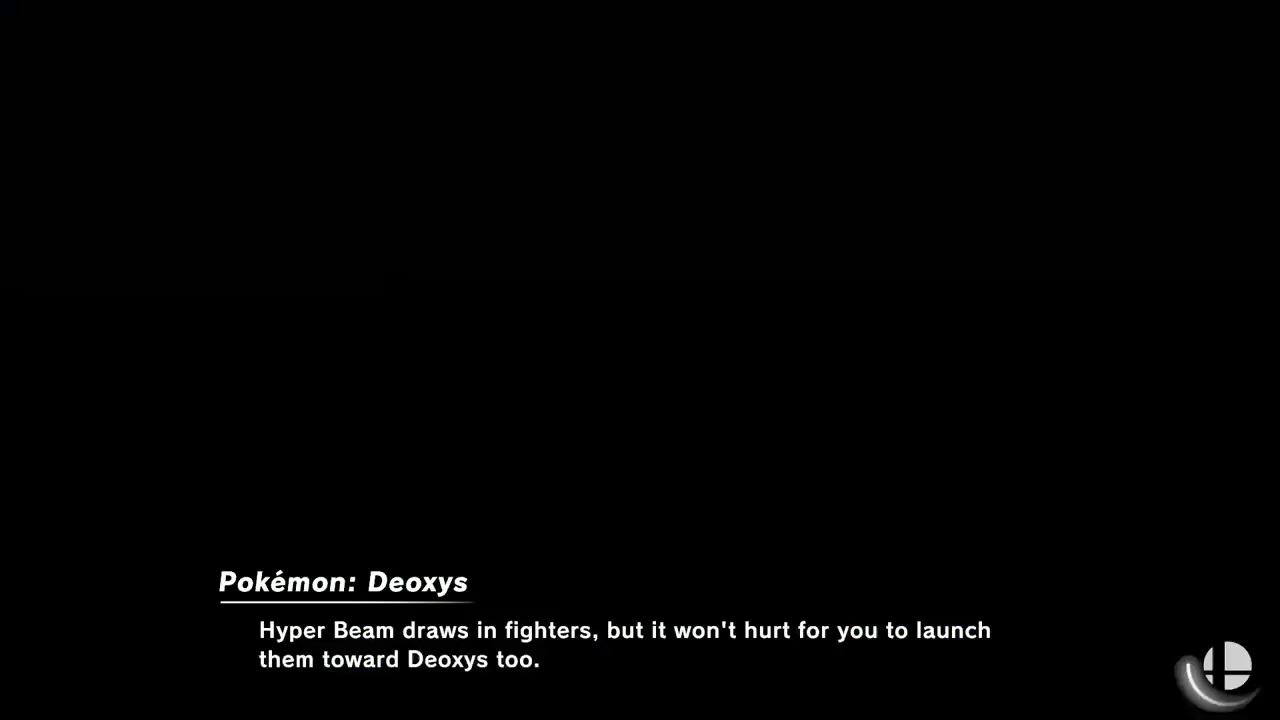 Pokémon: Deoxys
Hyper Beam draws in fighters, but it won't hurt for you to launch
them toward Deoxys too.